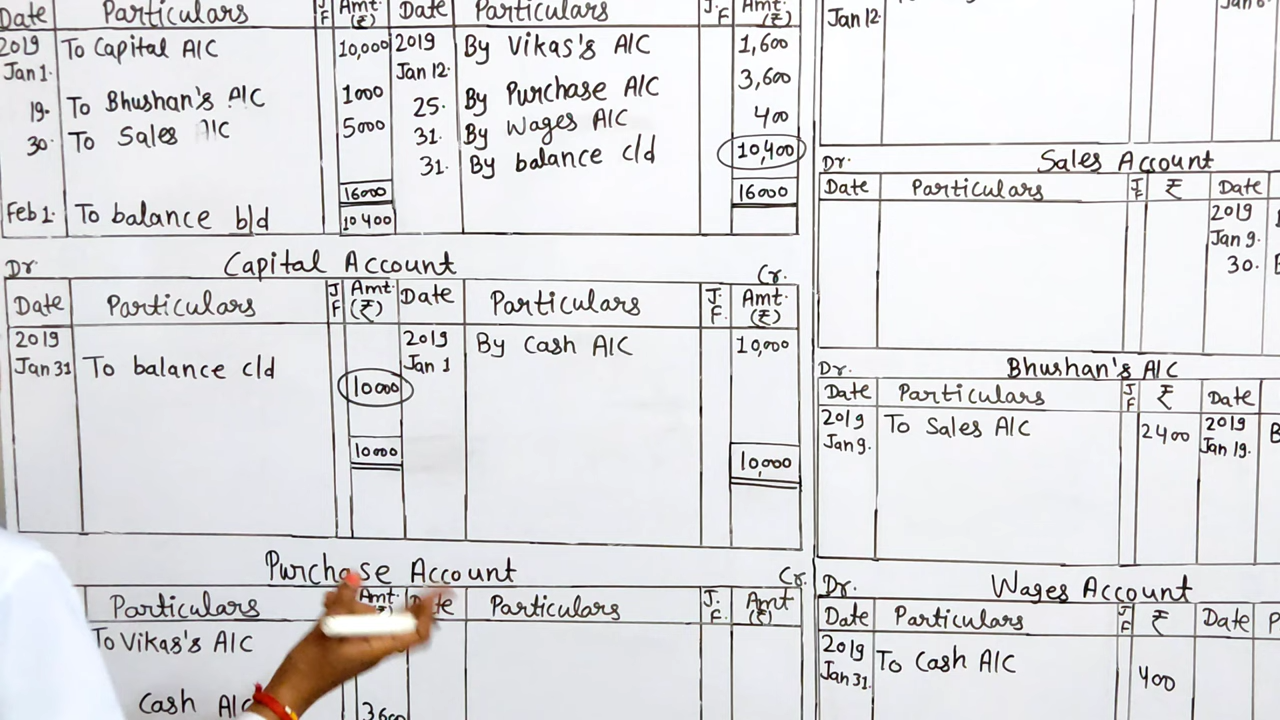 Date Particulars J F Amt (₹) Date Particulars J. F Amt (₹)
2019 To Capital A/C 10,000 2019 By Vikas's A/C 1,600
Jan 1. Jan 12.
19. To Bhushan's A/C 1000 25. By Purchase A/C 3,600
30. To Sales A/C 5000 31. By Wages A/C 400
31. By balance c/d 10,400
16000 16000
Feb 1. To balance b/d 10400
Dr Capital Account Cr.
Date Particulars J F Amt. (₹) Date Particulars J. F. Amt. (₹)
2019 2019 By Cash A/C 10,000
Jan 31 To balance c/d 10000 Jan 1
10000 10,000
Purchase Account Cr.
Particulars Amt. (₹) Date Particulars J. F. Amt (₹)
To Vikas's A/C
Cash A/C 3600
Jan 12.
Dr. Sales Account
Date Particulars J F ₹ Date
2019
Jan 9.
30.
Dr. Bhushan's A/C
Date Particulars J F ₹ Date
2019 To Sales A/C 2400 2019
Jan 9. Jan 19.
Dr. Wages Account
Date Particulars J F ₹ Date P
2019 To Cash A/C 400
Jan 31.